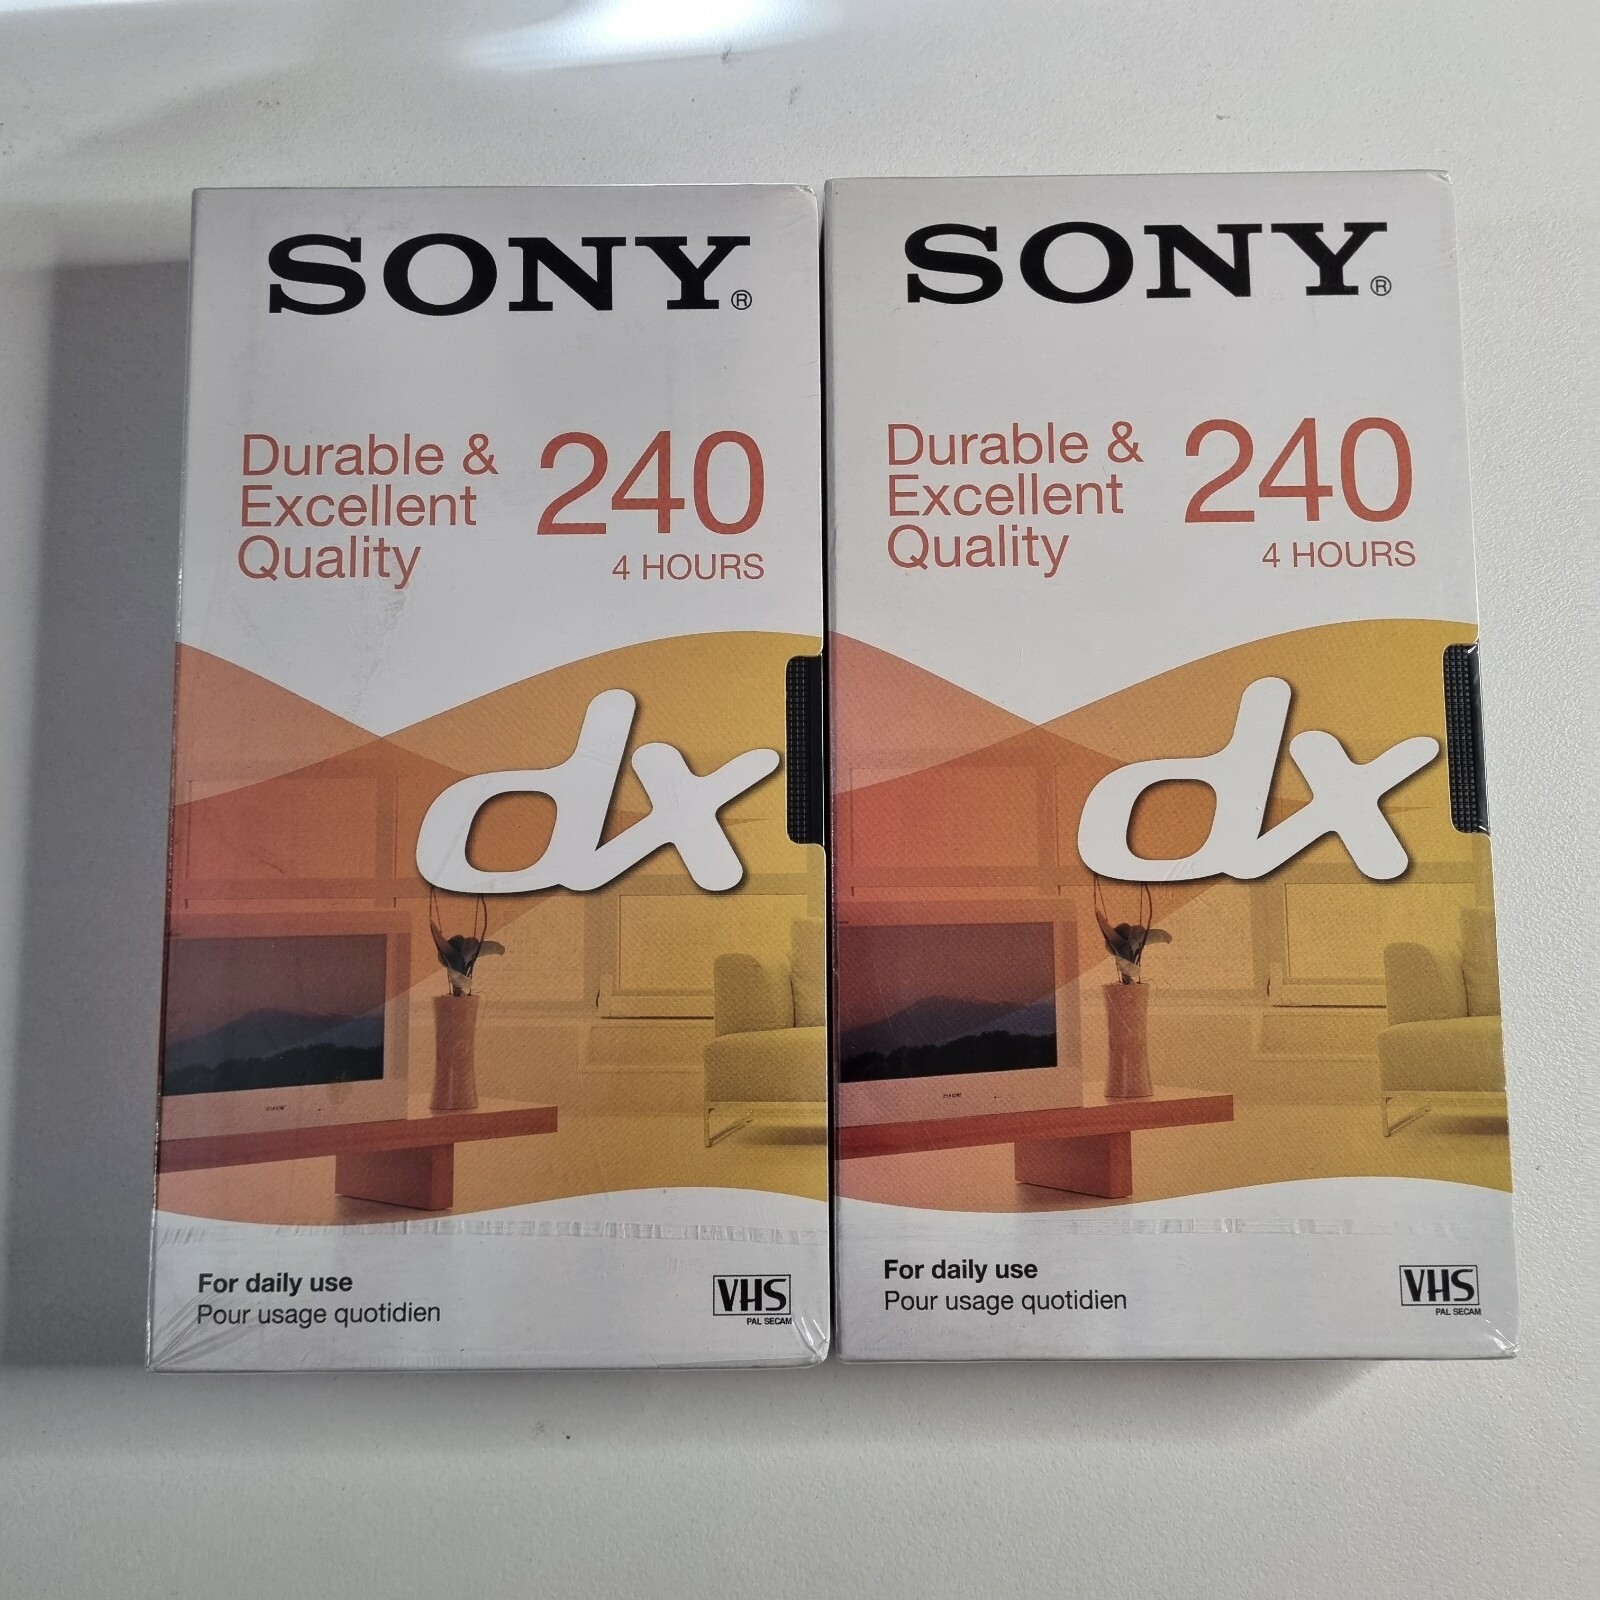 SONY®
Durable &
Excellent
Quality
240
4 HOURS
dx
For daily use
Pour usage quotidien
VHS
PAL SECAM
SONY®
Durable &
Excellent
Quality
240
4 HOURS
dx
For daily use
Pour usage quotidien
VHS
PAL SECAM